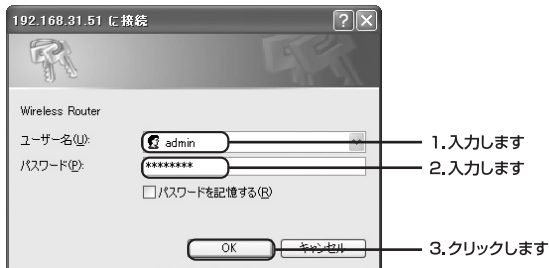 192.168.31.51 に接続
Wireless Router
ユーザー名(U):
admin
1.入力します
パスワード(P):
********
2.入力します
パスワードを記憶する(R)
OK
キャンセル
3.クリックします